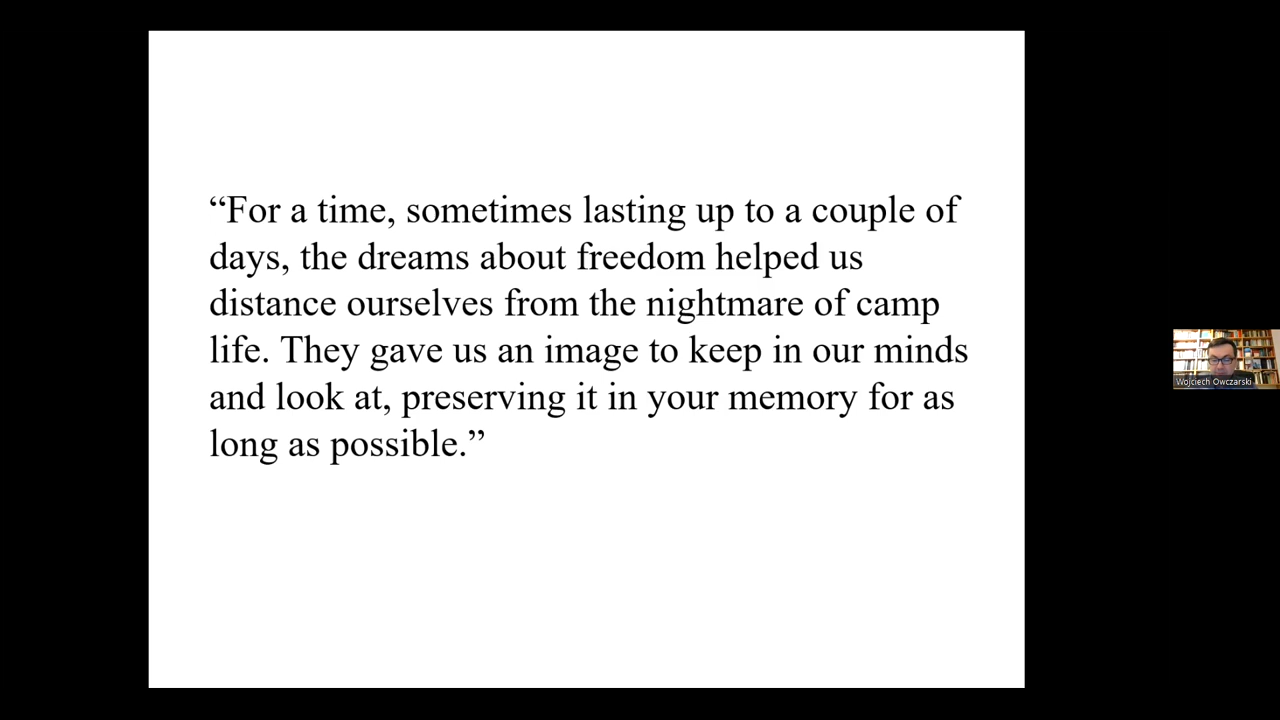 “For a time, sometimes lasting up to a couple of
days, the dreams about freedom helped us
distance ourselves from the nightmare of camp
life. They gave us an image to keep in our minds
and look at, preserving it in your memory for as
long as possible.”
Wojciech Owczarski